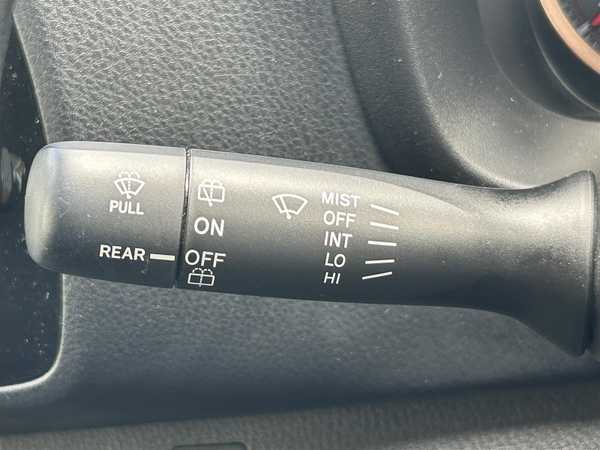 PULL
REAR
ON
OFF
MIST
OFF
INT
LO
HI